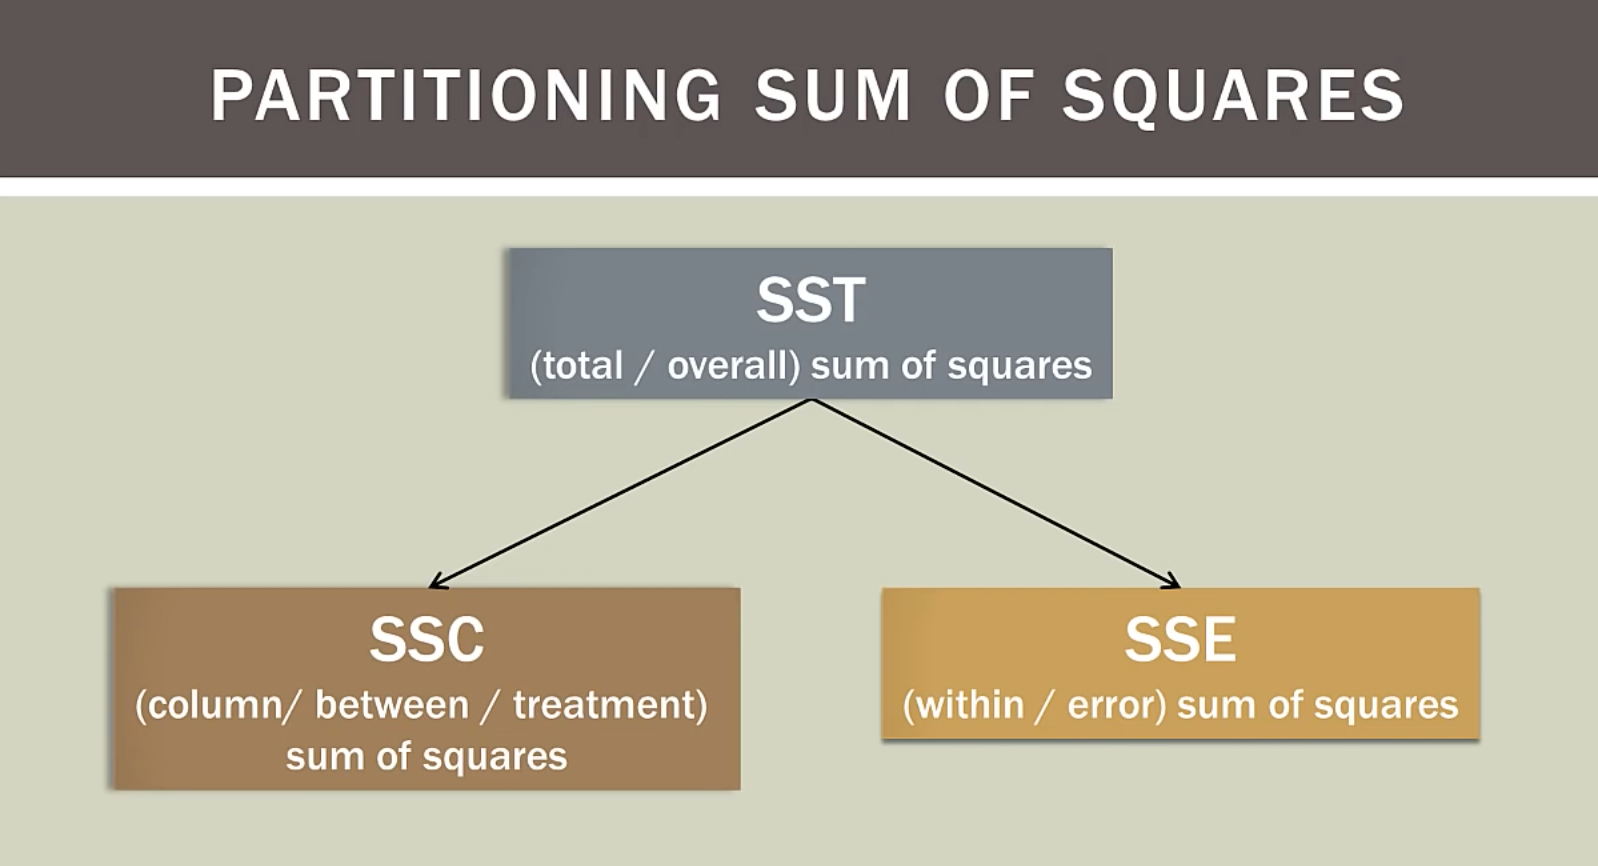 PARTITIONING SUM OF SQUARES
SST
(total / overall) sum of squares
SSC
(column/ between / treatment)
sum of squares
SSE
(within / error) sum of squares